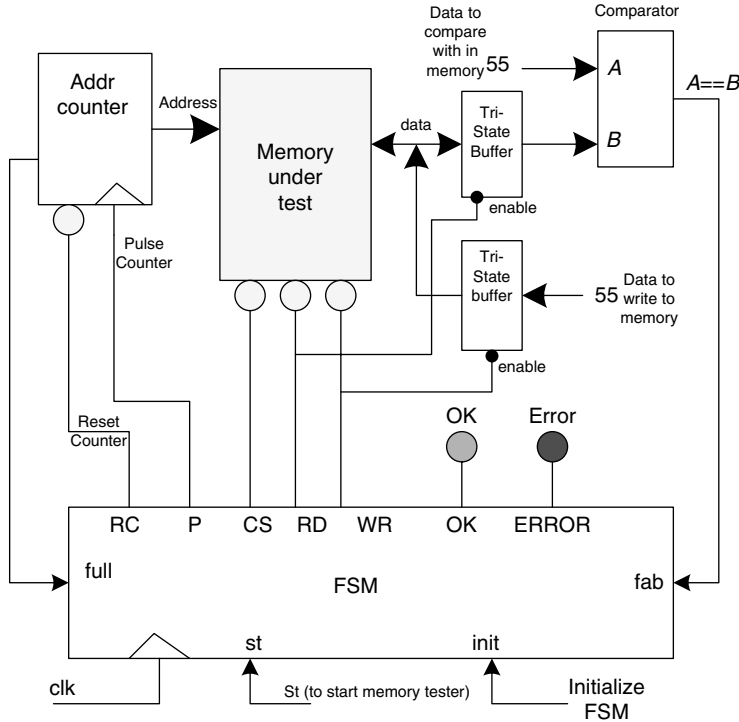 Data to
compare
with in
memory 55
Comparator
A
B
A==B
Addr
counter
Address
Memory
under
test
data
Tri-
State
Buffer
enable
Pulse
Counter
Tri-
State
buffer
55
Data to
write to
memory
enable
Reset
Counter
OK
Error
RC P CS RD WR OK ERROR
full
FSM
fab
st
init
clk
St (to start memory tester)
Initialize
FSM